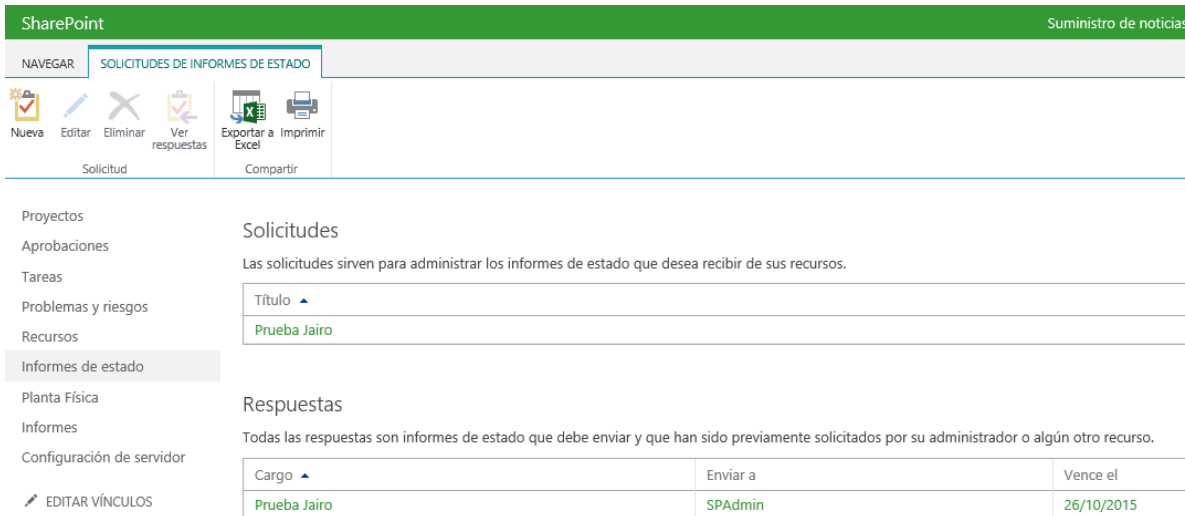 SharePoint Suministro de noticias
NAVEGAR SOLICITUDES DE INFORMES DE ESTADO
Nueva Editar Eliminar Ver respuestas Exportar a Excel Imprimir
Solicitud Compartir
Proyectos
Aprobaciones
Tareas
Problemas y riesgos
Recursos
Informes de estado
Planta Física
Informes
Configuración de servidor
EDITAR VÍNCULOS
Solicitudes
Las solicitudes sirven para administrar los informes de estado que desea recibir de sus recursos.
Título
Prueba Jairo
Respuestas
Todas las respuestas son informes de estado que debe enviar y que han sido previamente solicitados por su administrador o algún otro recurso.
Cargo Enviar a Vence el
Prueba Jairo SPAdmin 26/10/2015